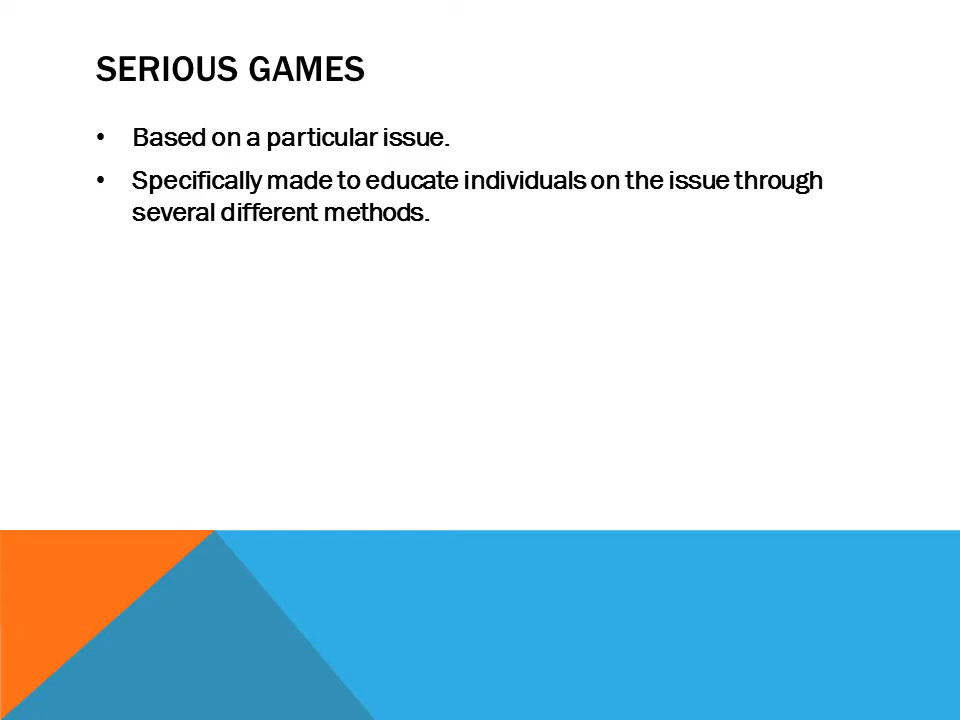 SERIOUS GAMES
• Based on a particular issue.
• Specifically made to educate individuals on the issue through
several different methods.